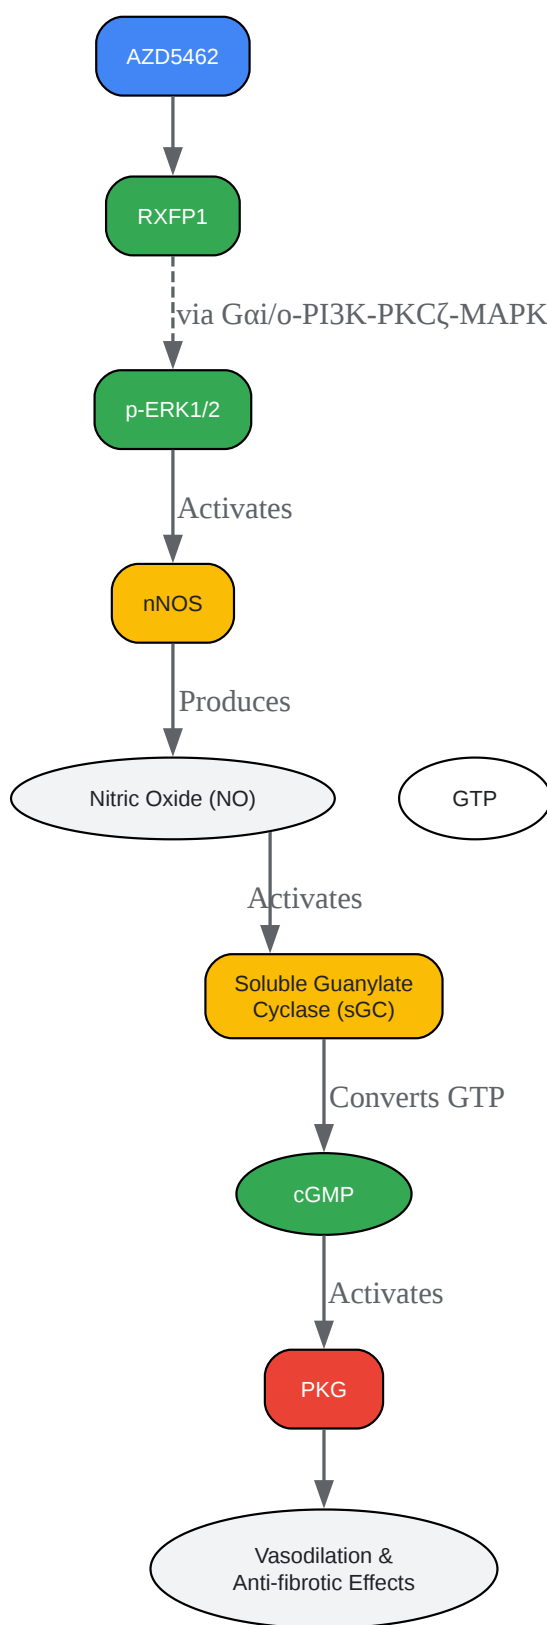 AZD5462
RXFP1
via Gαi/o-PI3K-PKCζ-MAPK
p-ERK1/2
Activates
nNOS
Produces
Nitric Oxide (NO)
GTP
Activates
Soluble Guanylate
Cyclase (sGC)
Converts GTP
cGMP
Activates
PKG
Vasodilation &
Anti-fibrotic Effects